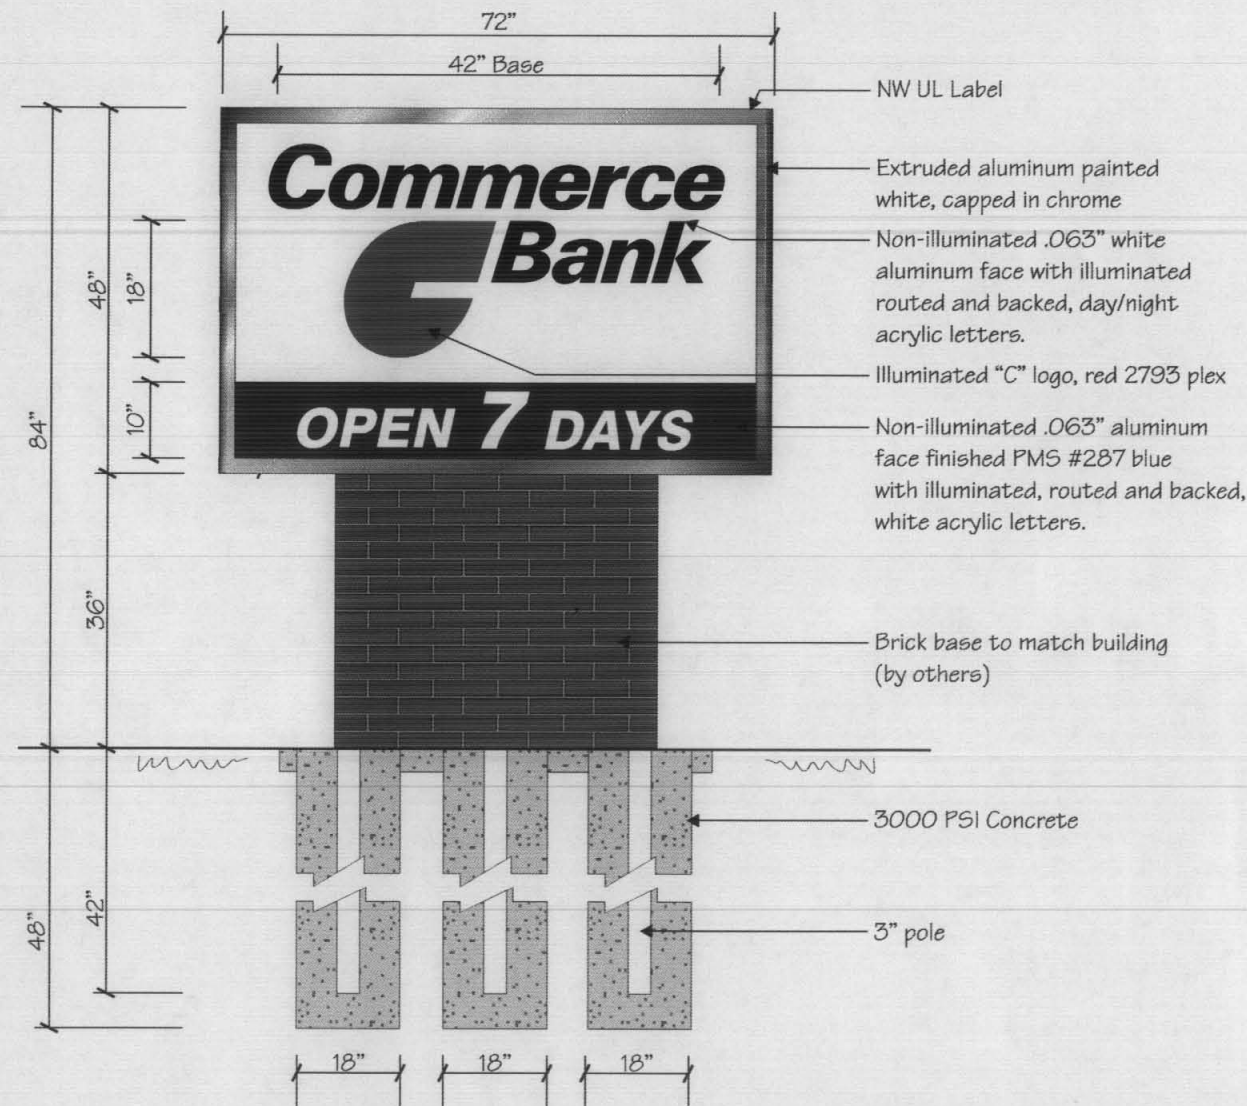 72”
42” Base
NW UL Label
Extruded aluminum painted
white, capped in chrome
Non-illuminated .063” white
aluminum face with illuminated
routed and backed, day/night
acrylic letters.
Illuminated “C” logo, red 2793 plex
Non-illuminated .063” aluminum
face finished PMS #287 blue
with illuminated, routed and backed,
white acrylic letters.
Commerce
Bank
OPEN 7 DAYS
84”
48”
18”
10”
36”
Brick base to match building
(by others)
3000 PSI Concrete
3” pole
48”
42”
18”
18”
18”